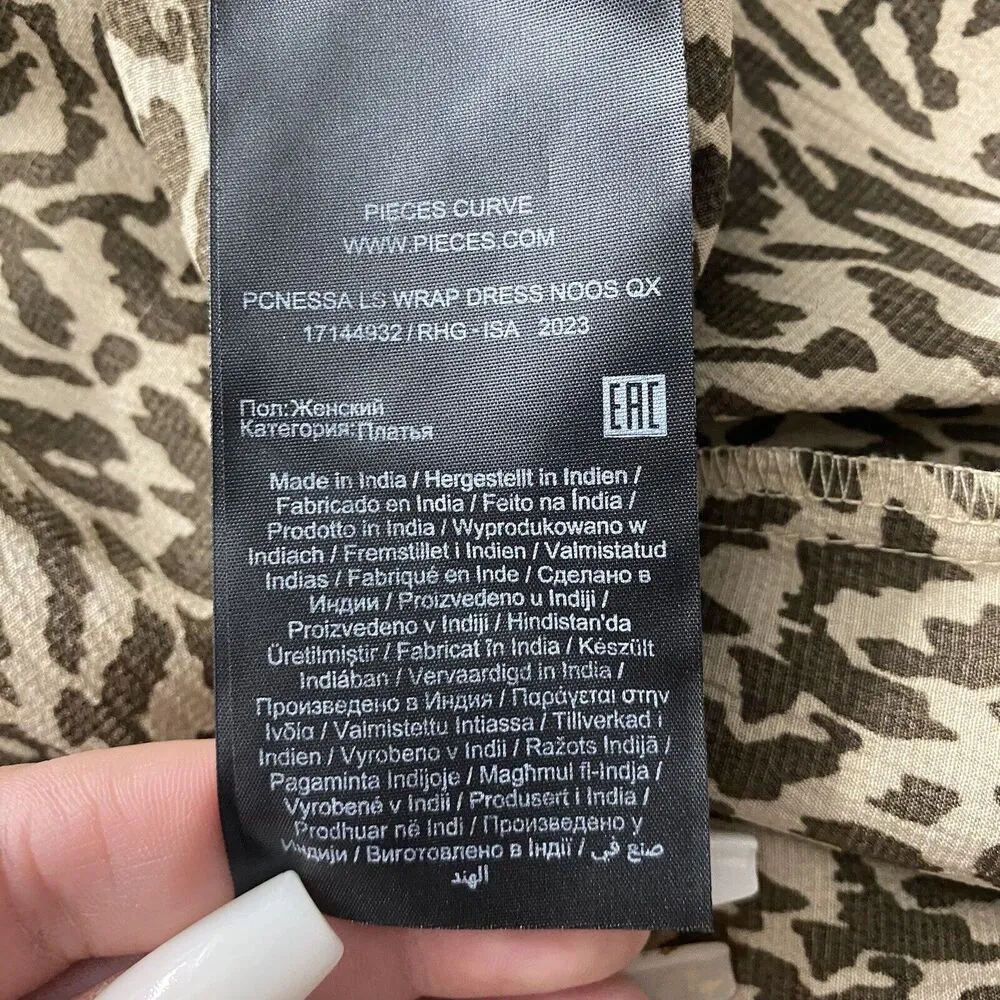 PIECES CURVE
WWW.PIECES.COM
PCNESSA LS WRAP DRESS NOOS QX
17144932 / RHG - ISA 2023
EAC
Пол:Женский
Категория:Платья
Made in India / Hergestellt in Indien /
Fabricado en India / Feito na Índia /
Prodotto in India / Wyprodukowano w
Indiach / Fremstillet i Indien / Valmistatud
Indias / Fabriqué en Inde / Сделано в
Индии / Proizvedeno u Indiji /
Proizvedeno v Indiji / Hindistan'da
Üretilmiştir / Fabricat în India / Készült
Indiában / Vervaardigd in India /
Произведено в Индия / Παράγεται στην
Ινδία / Valmistettu Intiassa / Tillverkad i
Indien / Vyrobeno v Indii / Ražots Indijā /
Pagaminta Indijoje / Magħmul fl-Indja /
Vyrobené v Indii / Produsert i India /
Prodhuar në Indi / Произведено у
Индији / Виготовлено в Індії / صنع في
الهند